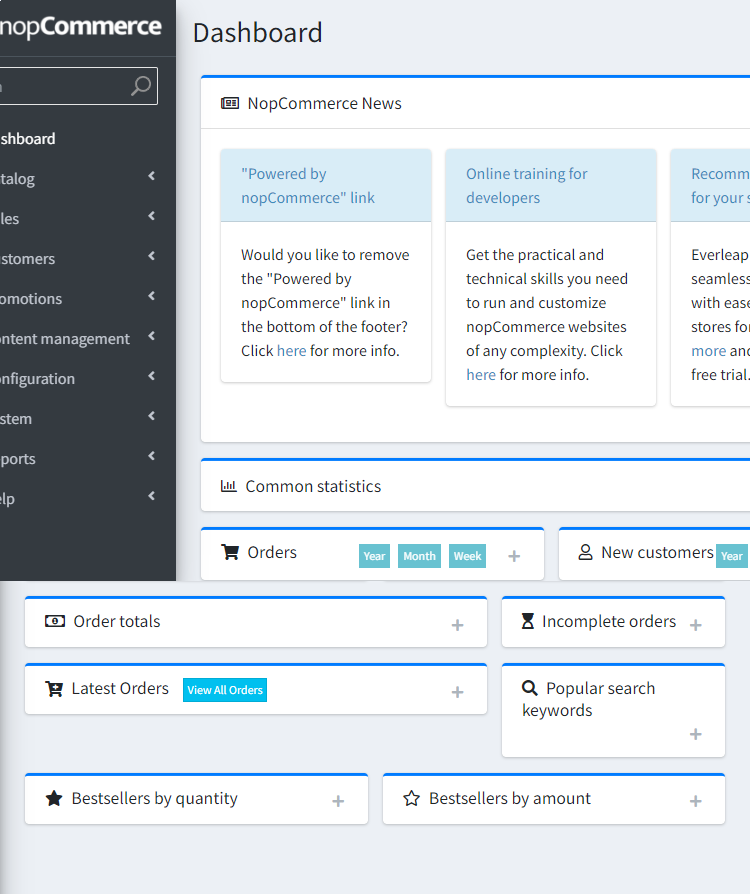 nopCommerce
Dashboard
shboard
talog
les
stomers
omotions
ntent management
nfiguration
stem
ports
elp
NopCommerce News
"Powered by
nopCommerce" link
Would you like to remove
the "Powered by
nopCommerce" link in
the bottom of the footer?
Click here for more info.
Online training for
developers
Get the practical and
technical skills you need
to run and customize
nopCommerce websites
of any complexity. Click
here for more info.
Recomm
for your s
Everleap
seamless
with ease
stores for
more and
free trial.
Common statistics
Orders Year Month Week
New customers Year
Order totals
Incomplete orders
Latest Orders View All Orders
Popular search
keywords
Bestsellers by quantity
Bestsellers by amount